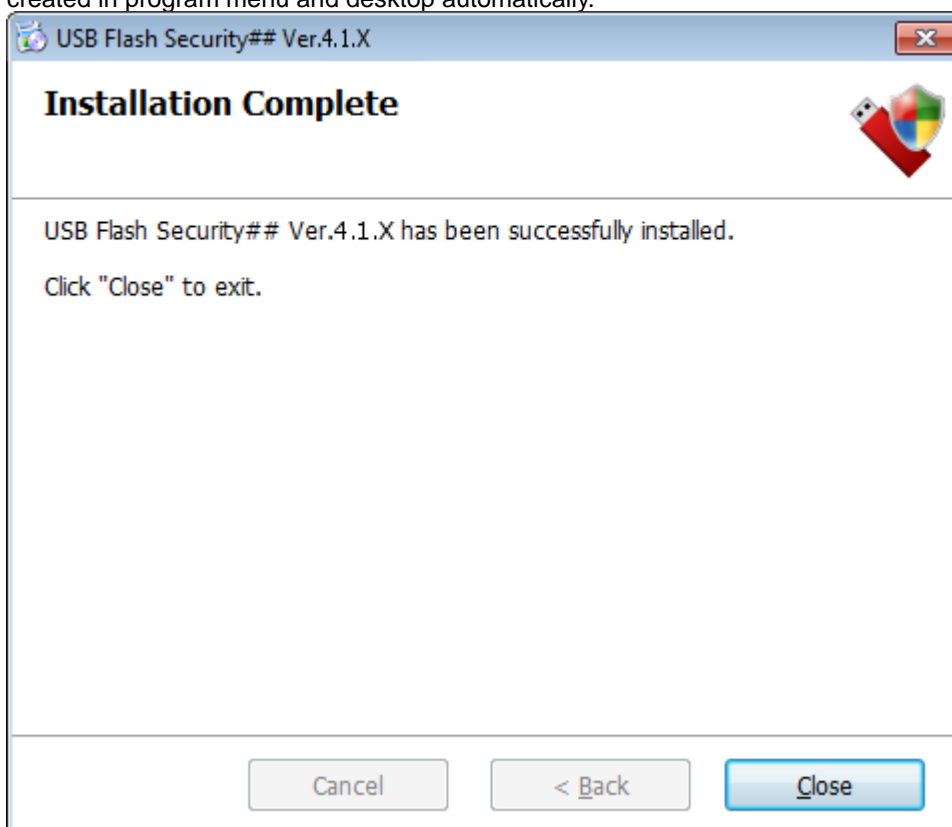 created in program menu and desktop automatically.
USB Flash Security## Ver.4.1.X
Installation Complete
USB Flash Security## Ver.4.1.X has been successfully installed.
Click "Close" to exit.
Cancel
< Back
Close